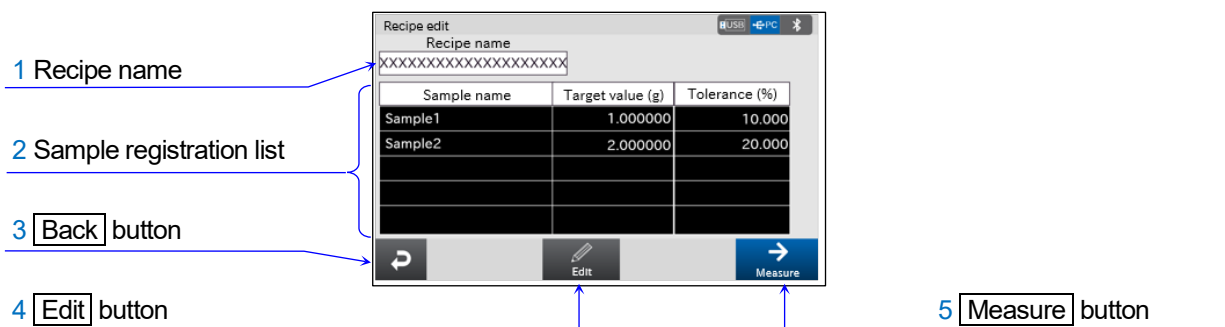 Recipe edit
USB PC
Recipe name
XXXXXXXXXXXXXXXXXXXX
1 Recipe name
Sample name Target value (g) Tolerance (%)
Sample1 1.000000 10.000
Sample2 2.000000 20.000
2 Sample registration list
3 Back button
Edit
Measure
4 Edit button
5 Measure button